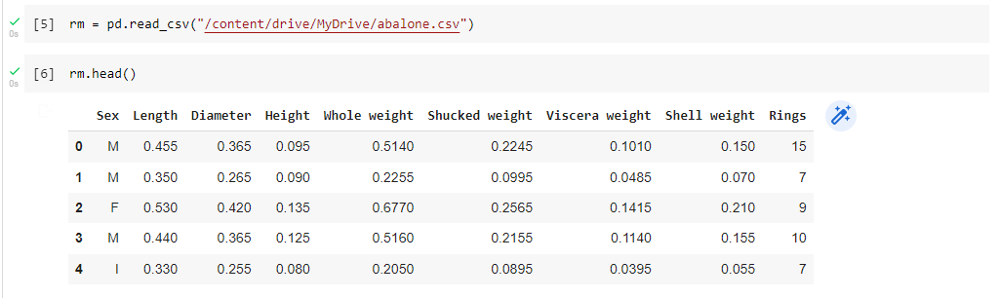 [5] rm = pd.read_csv("/content/drive/MyDrive/abalone.csv")
0s
[6] rm.head()
0s
Sex Length Diameter Height Whole weight Shucked weight Viscera weight Shell weight Rings
0 M 0.455 0.365 0.095 0.5140 0.2245 0.1010 0.150 15
1 M 0.350 0.265 0.090 0.2255 0.0995 0.0485 0.070 7
2 F 0.530 0.420 0.135 0.6770 0.2565 0.1415 0.210 9
3 M 0.440 0.365 0.125 0.5160 0.2155 0.1140 0.155 10
4 I 0.330 0.255 0.080 0.2050 0.0895 0.0395 0.055 7